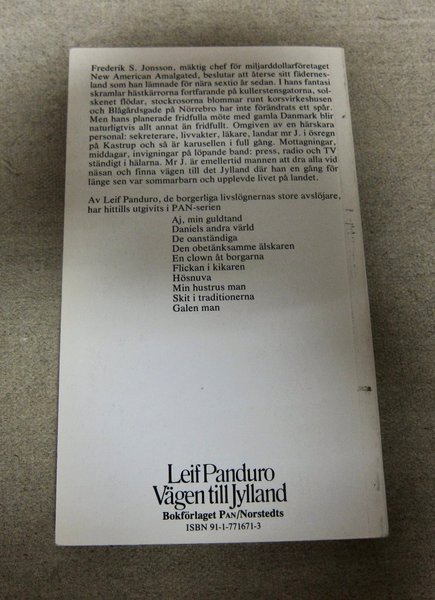 Frederik S. Jonsson, mäktig chef för miljarddollarföretaget
New American Amalgated, beslutar att återse sitt fädernes-
land som han lämnade för nära sextio år sedan. I hans fantasi
skramlar hästkärrorna fortfarande på kullerstensgatorna, sol-
skenet flödar, stockrosorna blommar runt korsvirkeshusen
och Blågårdsgade på Nörrebro har inte förändrats ett spår.
Men hans planerade fridfulla möte med gamla Danmark blir
naturligtvis allt annat än fridfullt. Omgiven av en härskara
personal: sekreterare, livvakter, läkare, landar mr J. i ösregn
på Kastrup och så är karusellen i full gång. Mottagningar,
middagar, invigningar på löpande band: press, radio och TV
ständigt i hälarna. Mr J. är emellertid mannen att dra alla vid
näsan och finna vägen till det Jylland där han en gång för
länge sen var sommarbarn och upplevde livet på landet.
Av Leif Panduro, de borgerliga livslögnernas store avslöjare,
har hittills utgivits i PAN-serien
Aj, min guldtand
Daniels andra värld
De oanständiga
Den obetänksamme älskaren
En clown åt borgarna
Flickan i kikaren
Hösnuva
Min hustrus man
Skit i traditionerna
Galen man
Leif Panduro
Vägen till Jylland
Bokförlaget PAN/Norstedts
ISBN 91-1-771671-3